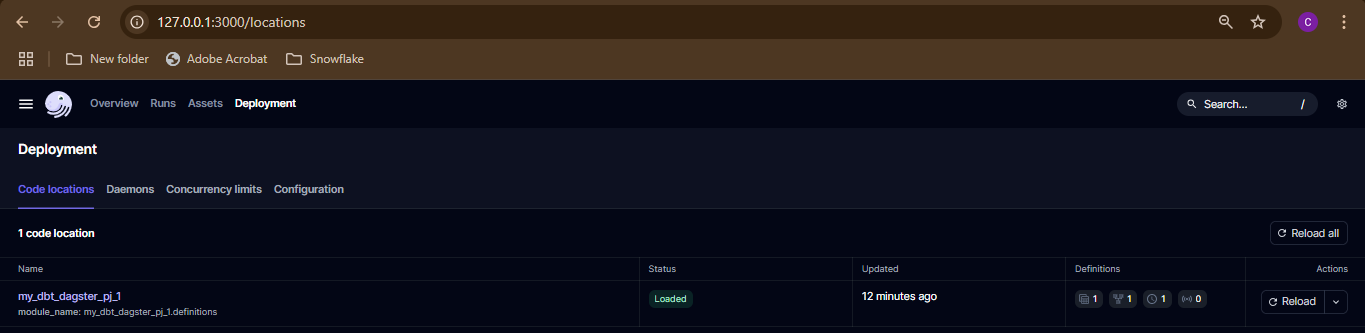 127.0.0.1:3000/locations
C
New folder Adobe Acrobat Snowflake
Overview Runs Assets Deployment Search... /
Deployment
Code locations Daemons Concurrency limits Configuration
1 code location Reload all
Name Status Updated Definitions Actions
my_dbt_dagster_pj_1 Loaded 12 minutes ago 1 1 1 0 Reload
module_name: my_dbt_dagster_pj_1.definitions